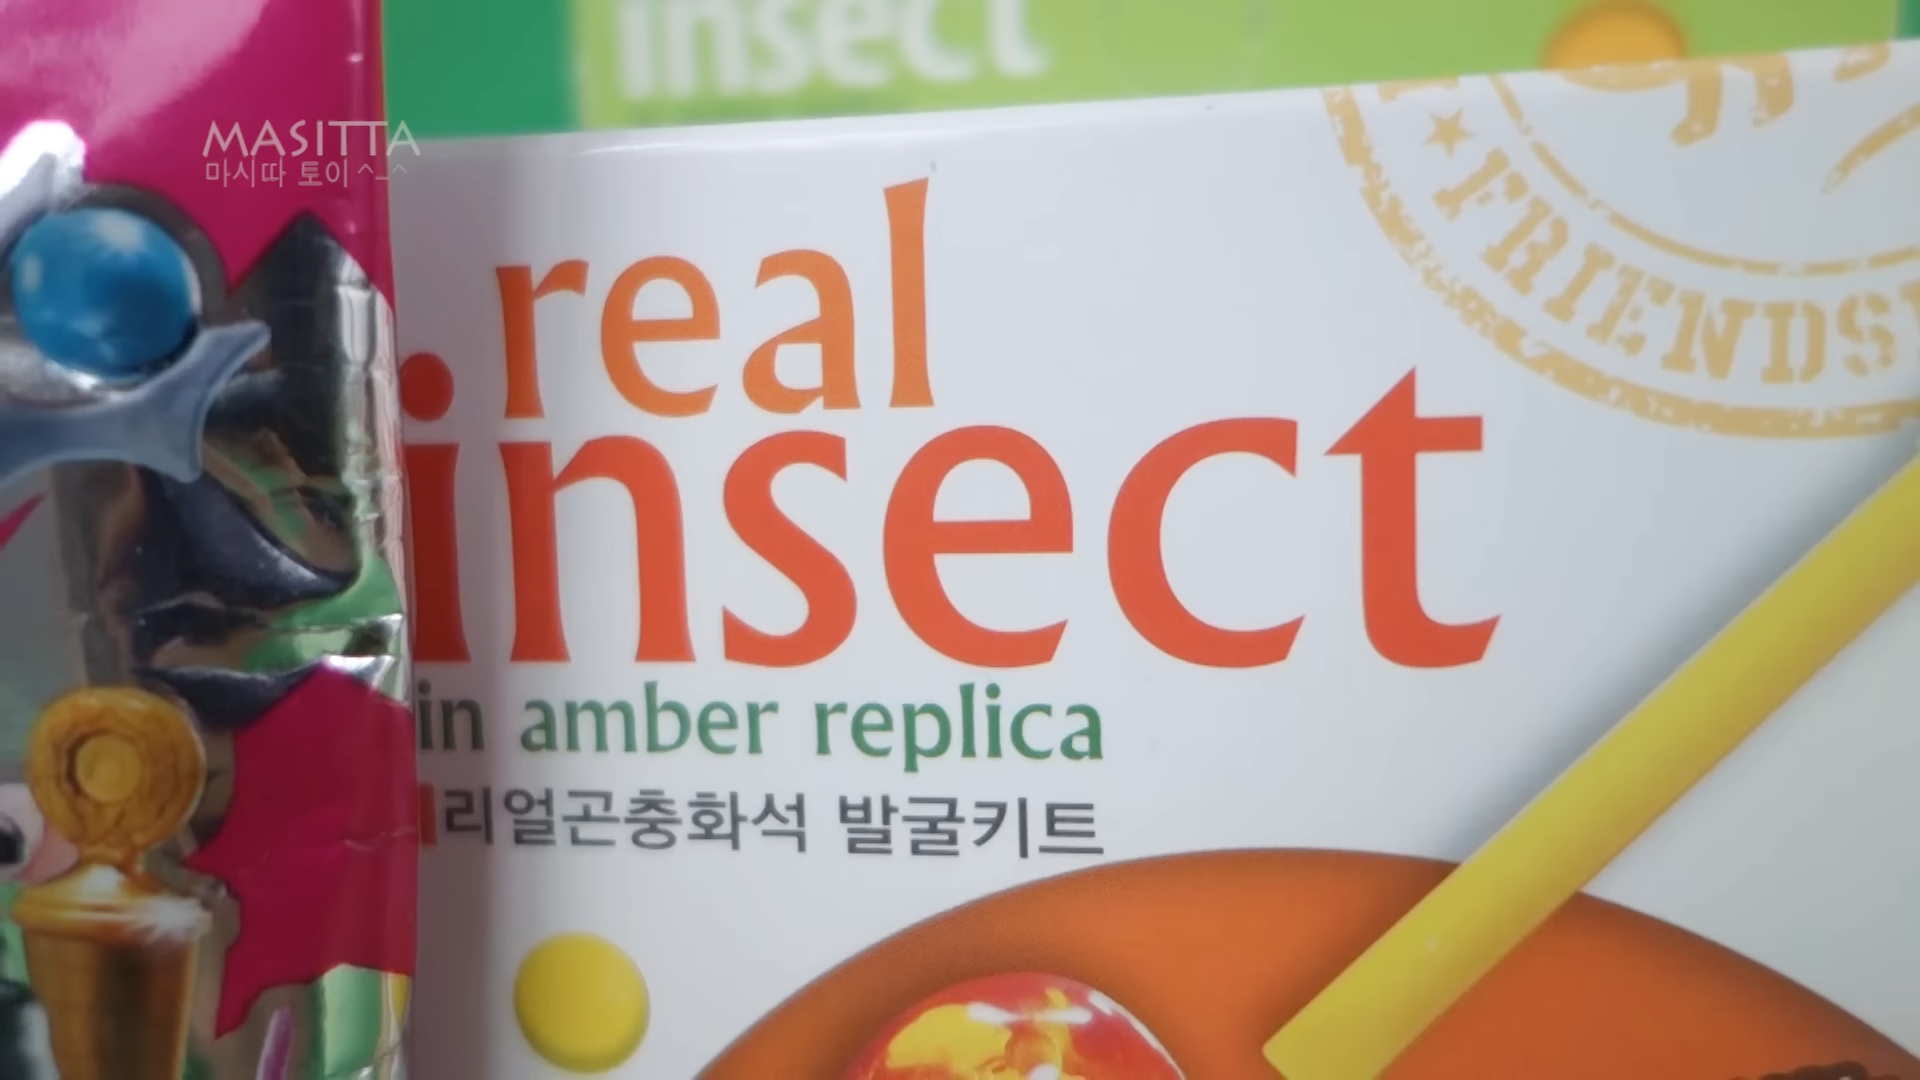 insect
MASITTA
마시따 토이^-^
real
insect
in amber replica
리얼곤충화석 발굴키트